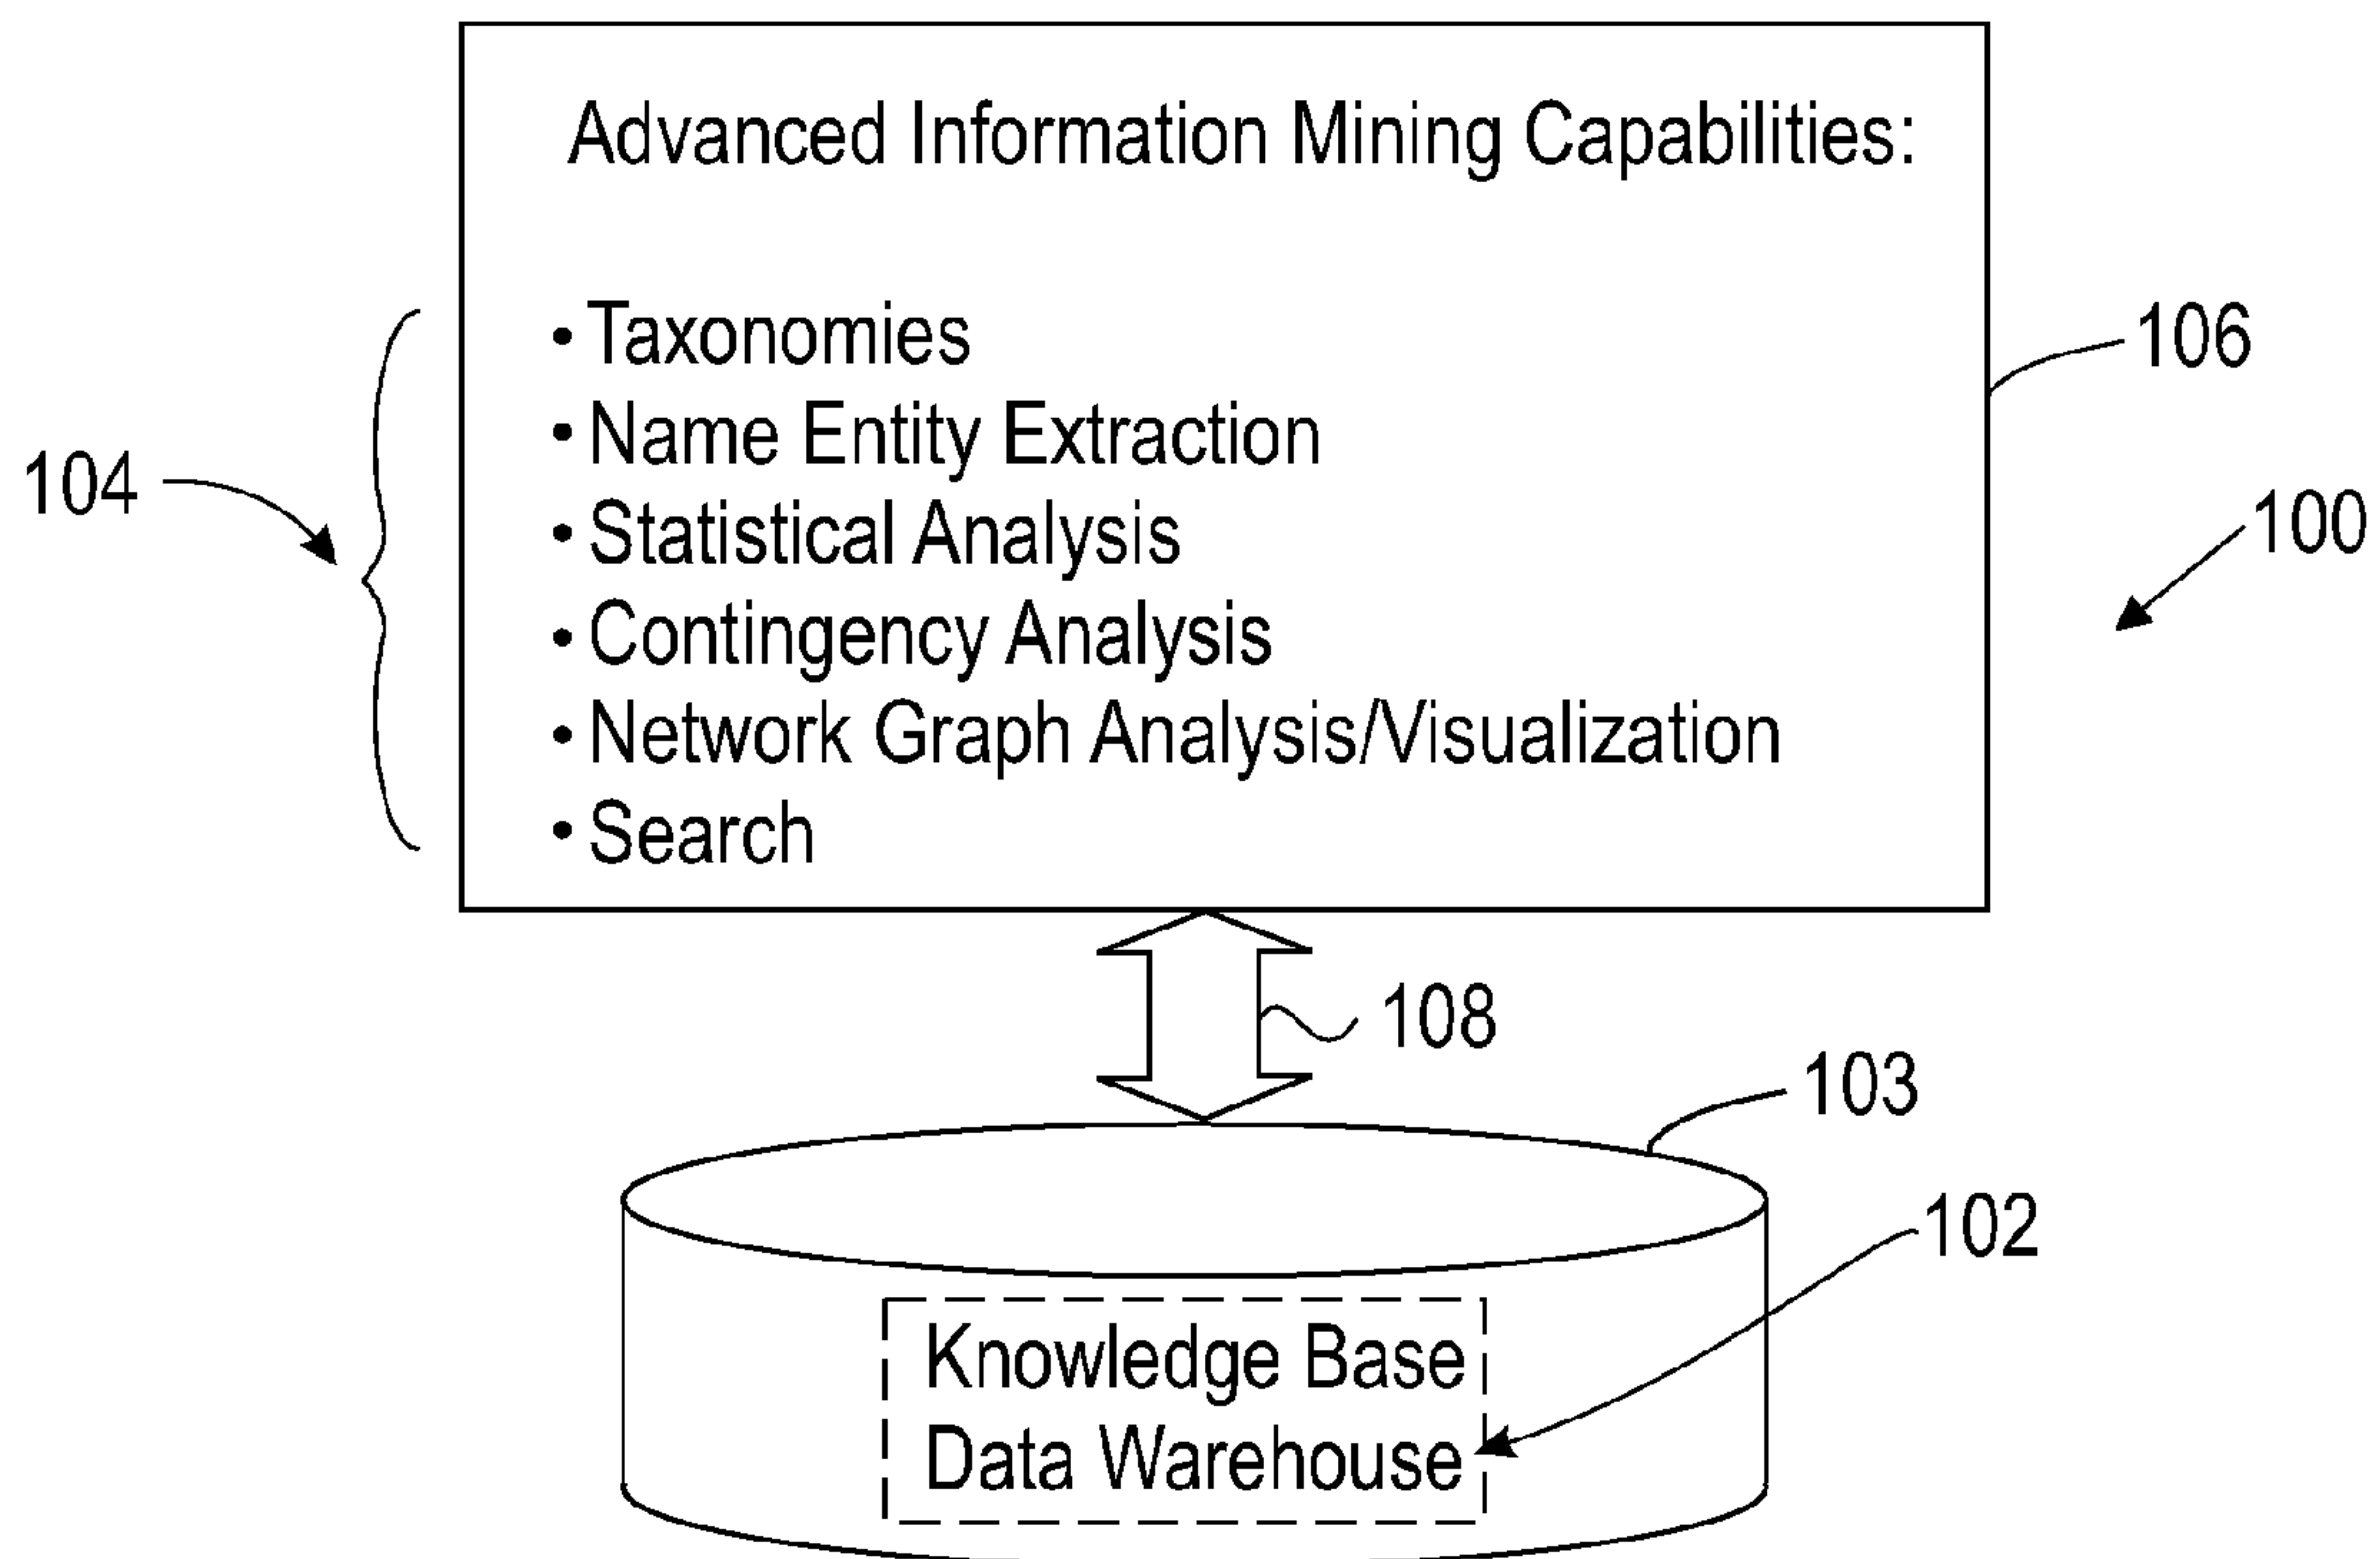 Advanced Information Mining Capabilities:
• Taxonomies
• Name Entity Extraction
• Statistical Analysis
• Contingency Analysis
• Network Graph Analysis/Visualization
• Search
104
106
100
108
103
102
Knowledge Base
Data Warehouse